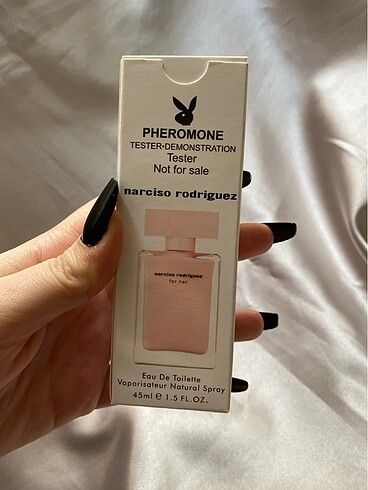 PHEROMONE
TESTER•DEMONSTRATION
Tester
Not for sale
narciso rodriguez
narciso rodriguez
for her
Eau De Toilette
Vaporisateur Natural Spray
45ml ℮ 1.5 FL.OZ.